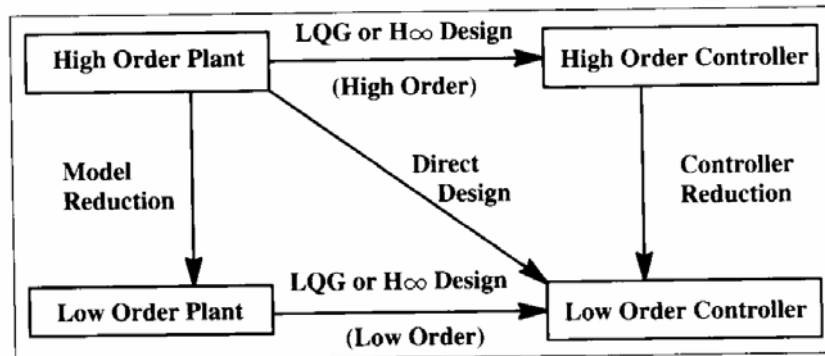 LQG or H∞ Design
High Order Plant
High Order Controller
(High Order)
Model
Reduction
Direct
Design
Controller
Reduction
LQG or H∞ Design
Low Order Plant
Low Order Controller
(Low Order)